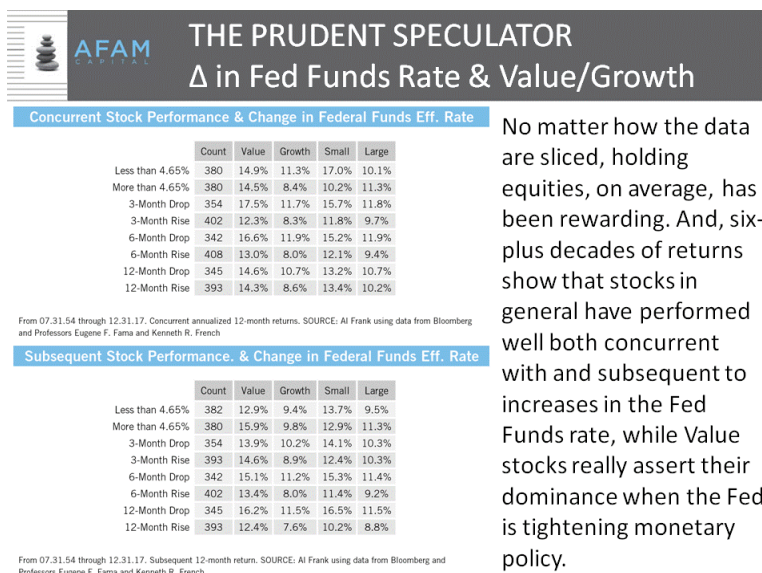 AFAM
CAPITAL
THE PRUDENT SPECULATOR
Δ in Fed Funds Rate & Value/Growth
Concurrent Stock Performance & Change in Federal Funds Eff. Rate
Count Value Growth Small Large
Less than 4.65% 380 14.9% 11.3% 17.0% 10.1%
More than 4.65% 380 14.5% 8.4% 10.2% 11.3%
3-Month Drop 354 17.5% 11.7% 15.7% 11.8%
3-Month Rise 402 12.3% 8.3% 11.8% 9.7%
6-Month Drop 342 16.6% 11.9% 15.2% 11.9%
6-Month Rise 408 13.0% 8.0% 12.1% 9.4%
12-Month Drop 345 14.6% 10.7% 13.2% 10.7%
12-Month Rise 393 14.3% 8.6% 13.4% 10.2%
From 07.31.54 through 12.31.17. Concurrent annualized 12-month returns. SOURCE: Al Frank using data from Bloomberg
and Professors Eugene F. Fama and Kenneth R. French
Subsequent Stock Performance. & Change in Federal Funds Eff. Rate
Count Value Growth Small Large
Less than 4.65% 382 12.9% 9.4% 13.7% 9.5%
More than 4.65% 380 15.9% 9.8% 12.9% 11.3%
3-Month Drop 354 13.9% 10.2% 14.1% 10.3%
3-Month Rise 393 14.6% 8.9% 12.4% 10.3%
6-Month Drop 342 15.1% 11.2% 15.3% 11.4%
6-Month Rise 402 13.4% 8.0% 11.4% 9.2%
12-Month Drop 345 16.2% 11.5% 16.5% 11.5%
12-Month Rise 393 12.4% 7.6% 10.2% 8.8%
From 07.31.54 through 12.31.17. Subsequent 12-month return. SOURCE: Al Frank using data from Bloomberg and
Professors Eugene F. Fama and Kenneth R. French
No matter how the data
are sliced, holding
equities, on average, has
been rewarding. And, six-
plus decades of returns
show that stocks in
general have performed
well both concurrent
with and subsequent to
increases in the Fed
Funds rate, while Value
stocks really assert their
dominance when the Fed
is tightening monetary
policy.